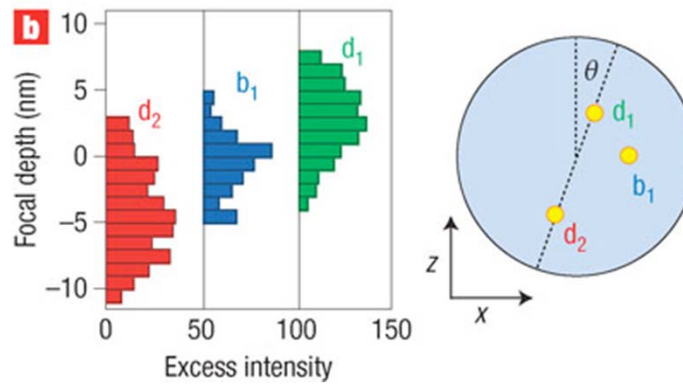 b
Focal depth (nm)
10
5
0
−5
−10
d2
b1
d1
0
50
100
150
Excess intensity
θ
d1
b1
d2
z
x